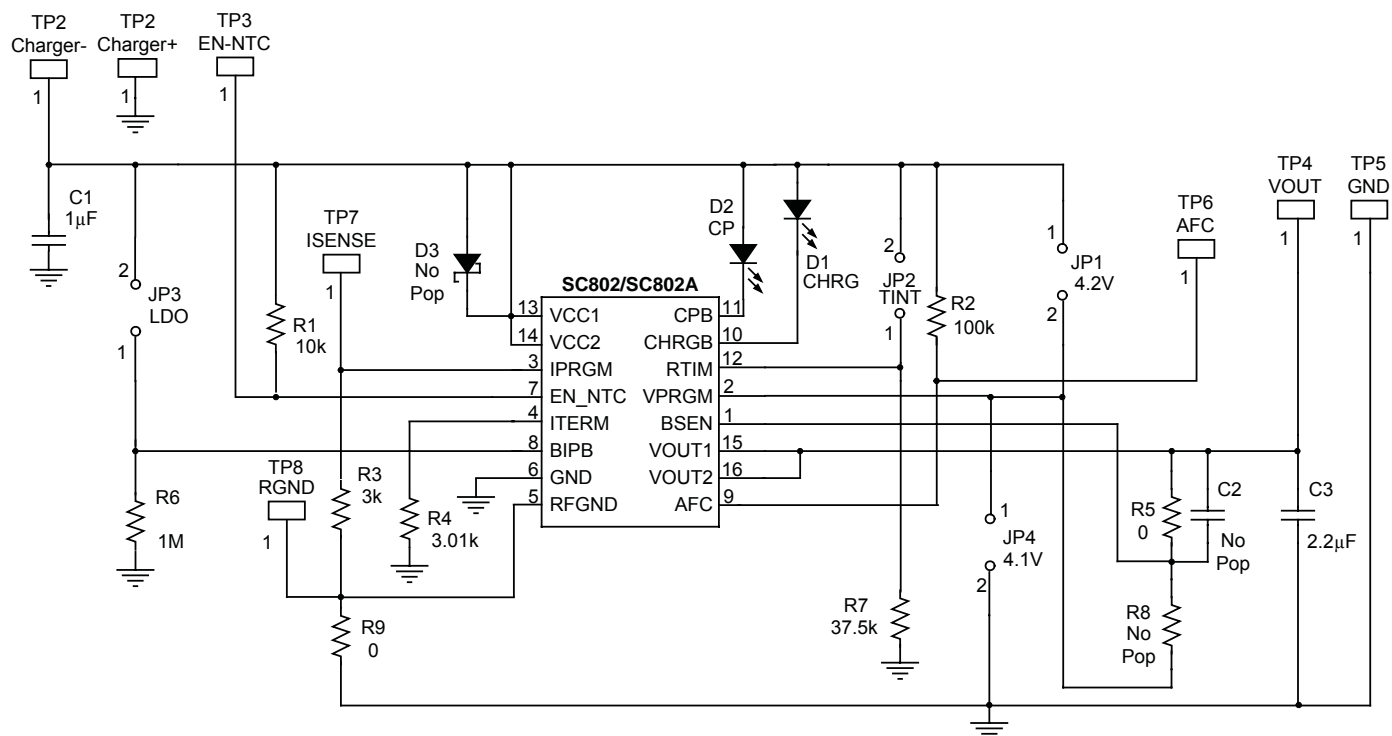 TP2
Charger-
1
TP2
Charger+
1
TP3
EN-NTC
1
C1
1μF
2
JP3
LDO
1
R6
1M
R1
10k
TP7
ISENSE
1
TP8
RGND
1
R3
3k
R9
0
R4
3.01k
D3
No
Pop
SC802/SC802A
13 VCC1
14 VCC2
3 IPRGM
7 EN_NTC
4 ITERM
8 BIPB
6 GND
5 RFGND
CPB 11
CHRGB 10
RTIM 12
VPRGM 2
BSEN 1
VOUT1 15
VOUT2 16
AFC 9
D2
CP
D1
CHRG
2
JP2
TINT
1
R2
100k
1
JP1
4.2V
2
TP6
AFC
1
TP4
VOUT
1
TP5
GND
1
R7
37.5k
1
JP4
4.1V
2
R5
0
C2
No
Pop
R8
No
Pop
C3
2.2μF